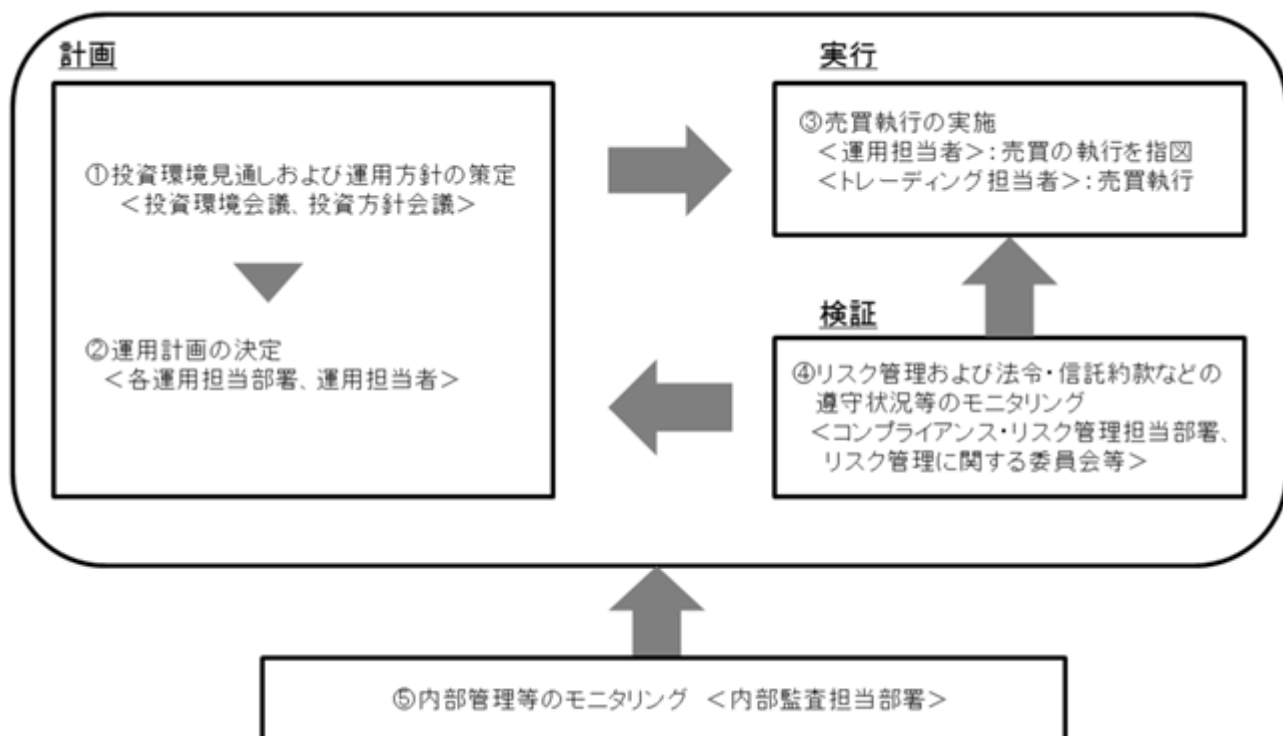 計画
①投資環境見通しおよび運用方針の策定
<投資環境会議、投資方針会議>
②運用計画の決定
<各運用担当部署、運用担当者>
実行
③売買執行の実施
<運用担当者>:売買の執行を指図
<トレーディング担当者>:売買執行
検証
④リスク管理および法令・信託約款などの
遵守状況等のモニタリング
<コンプライアンス・リスク管理担当部署、
リスク管理に関する委員会等>
⑤内部管理等のモニタリング <内部監査担当部署>